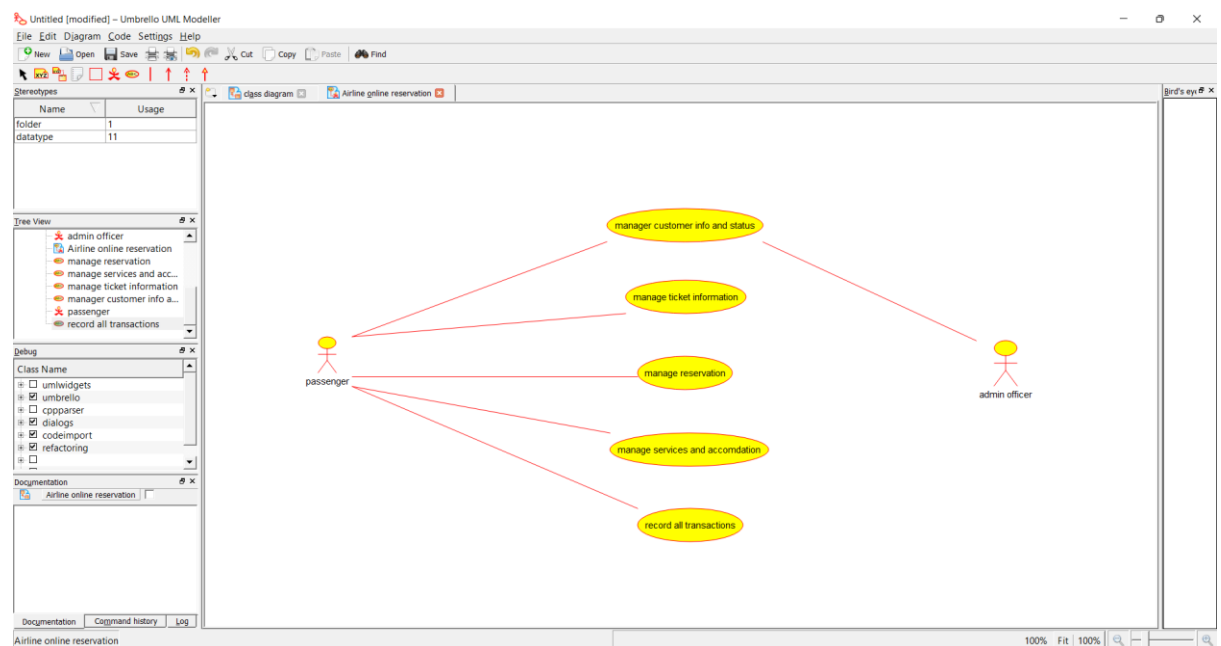 Untitled [modified] – Umbrello UML Modeller
File Edit Diagram Code Settings Help
New Open Save Cut Copy Paste Find
Stereotypes
Name Usage
folder 1
datatype 11
class diagram Airline online reservation
Bird's eye
Tree View
admin officer
Airline online reservation
manage reservation
manage services and acc...
manage ticket information
manager customer info a...
passenger
record all transactions
Debug
Class Name
umlwidgets
umbrello
cppparser
dialogs
codeimport
refactoring
Documentation
Airline online reservation
Documentation Command history Log
manager customer info and status
manage ticket information
manage reservation
manage services and accomdation
record all transactions
passenger
admin officer
Airline online reservation
100% Fit 100%